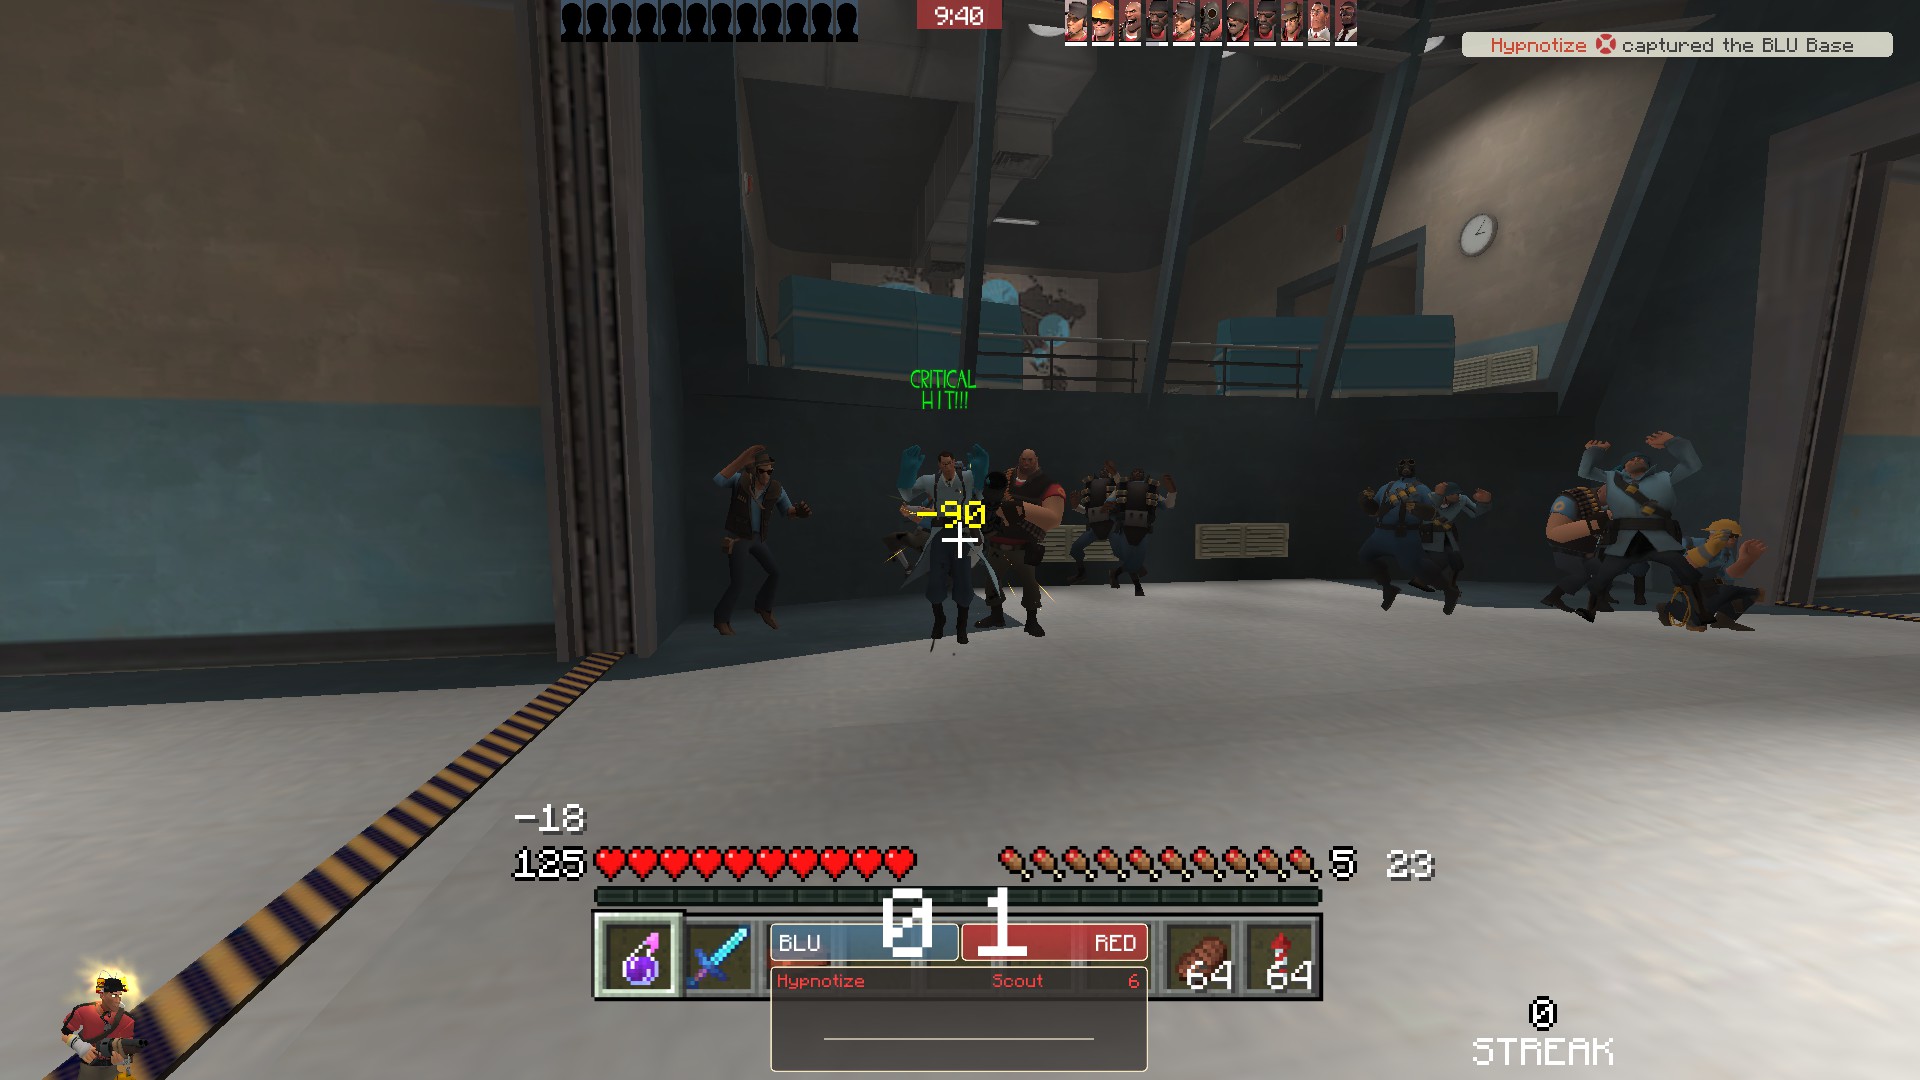 9:40
Hypnotize captured the BLU Base
CRITICAL
HIT!!!
-90
-18
125
5
23
BLU
0
1
RED
64
64
Hypnotize Scout 6
0
STREAK